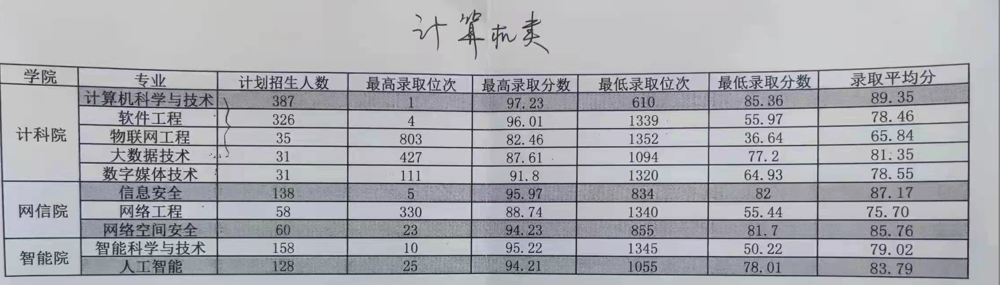 计算机类
学院 专业 计划招生人数 最高录取位次 最高录取分数 最低录取位次 最低录取分数 录取平均分
计科院 计算机科学与技术 387 1 97.23 610 85.36 89.35
软件工程 326 4 96.01 1339 55.97 78.46
物联网工程 35 803 82.46 1352 36.64 65.84
大数据技术 31 427 87.61 1094 77.2 81.35
数字媒体技术 31 111 91.8 1320 64.93 78.55
网信院 信息安全 138 5 95.97 834 82 87.17
网络工程 58 330 88.74 1340 55.44 75.70
网络空间安全 60 23 94.23 855 81.7 85.76
智能院 智能科学与技术 158 10 95.22 1345 50.22 79.02
人工智能 128 25 94.21 1055 78.01 83.79